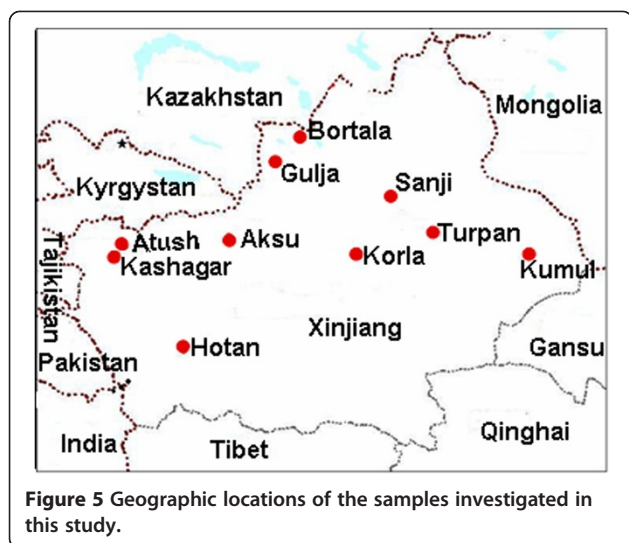 Kazakhstan
Mongolia
Bortala
Gulja
Kyrgystan
Sanji
Atush
Aksu
Turpan
Kashagar
Korla
Kumul
Tajikistan
Xinjiang
Hotan
Gansu
Pakistan
India
Tibet
Qinghai
Figure 5 Geographic locations of the samples investigated in
this study.